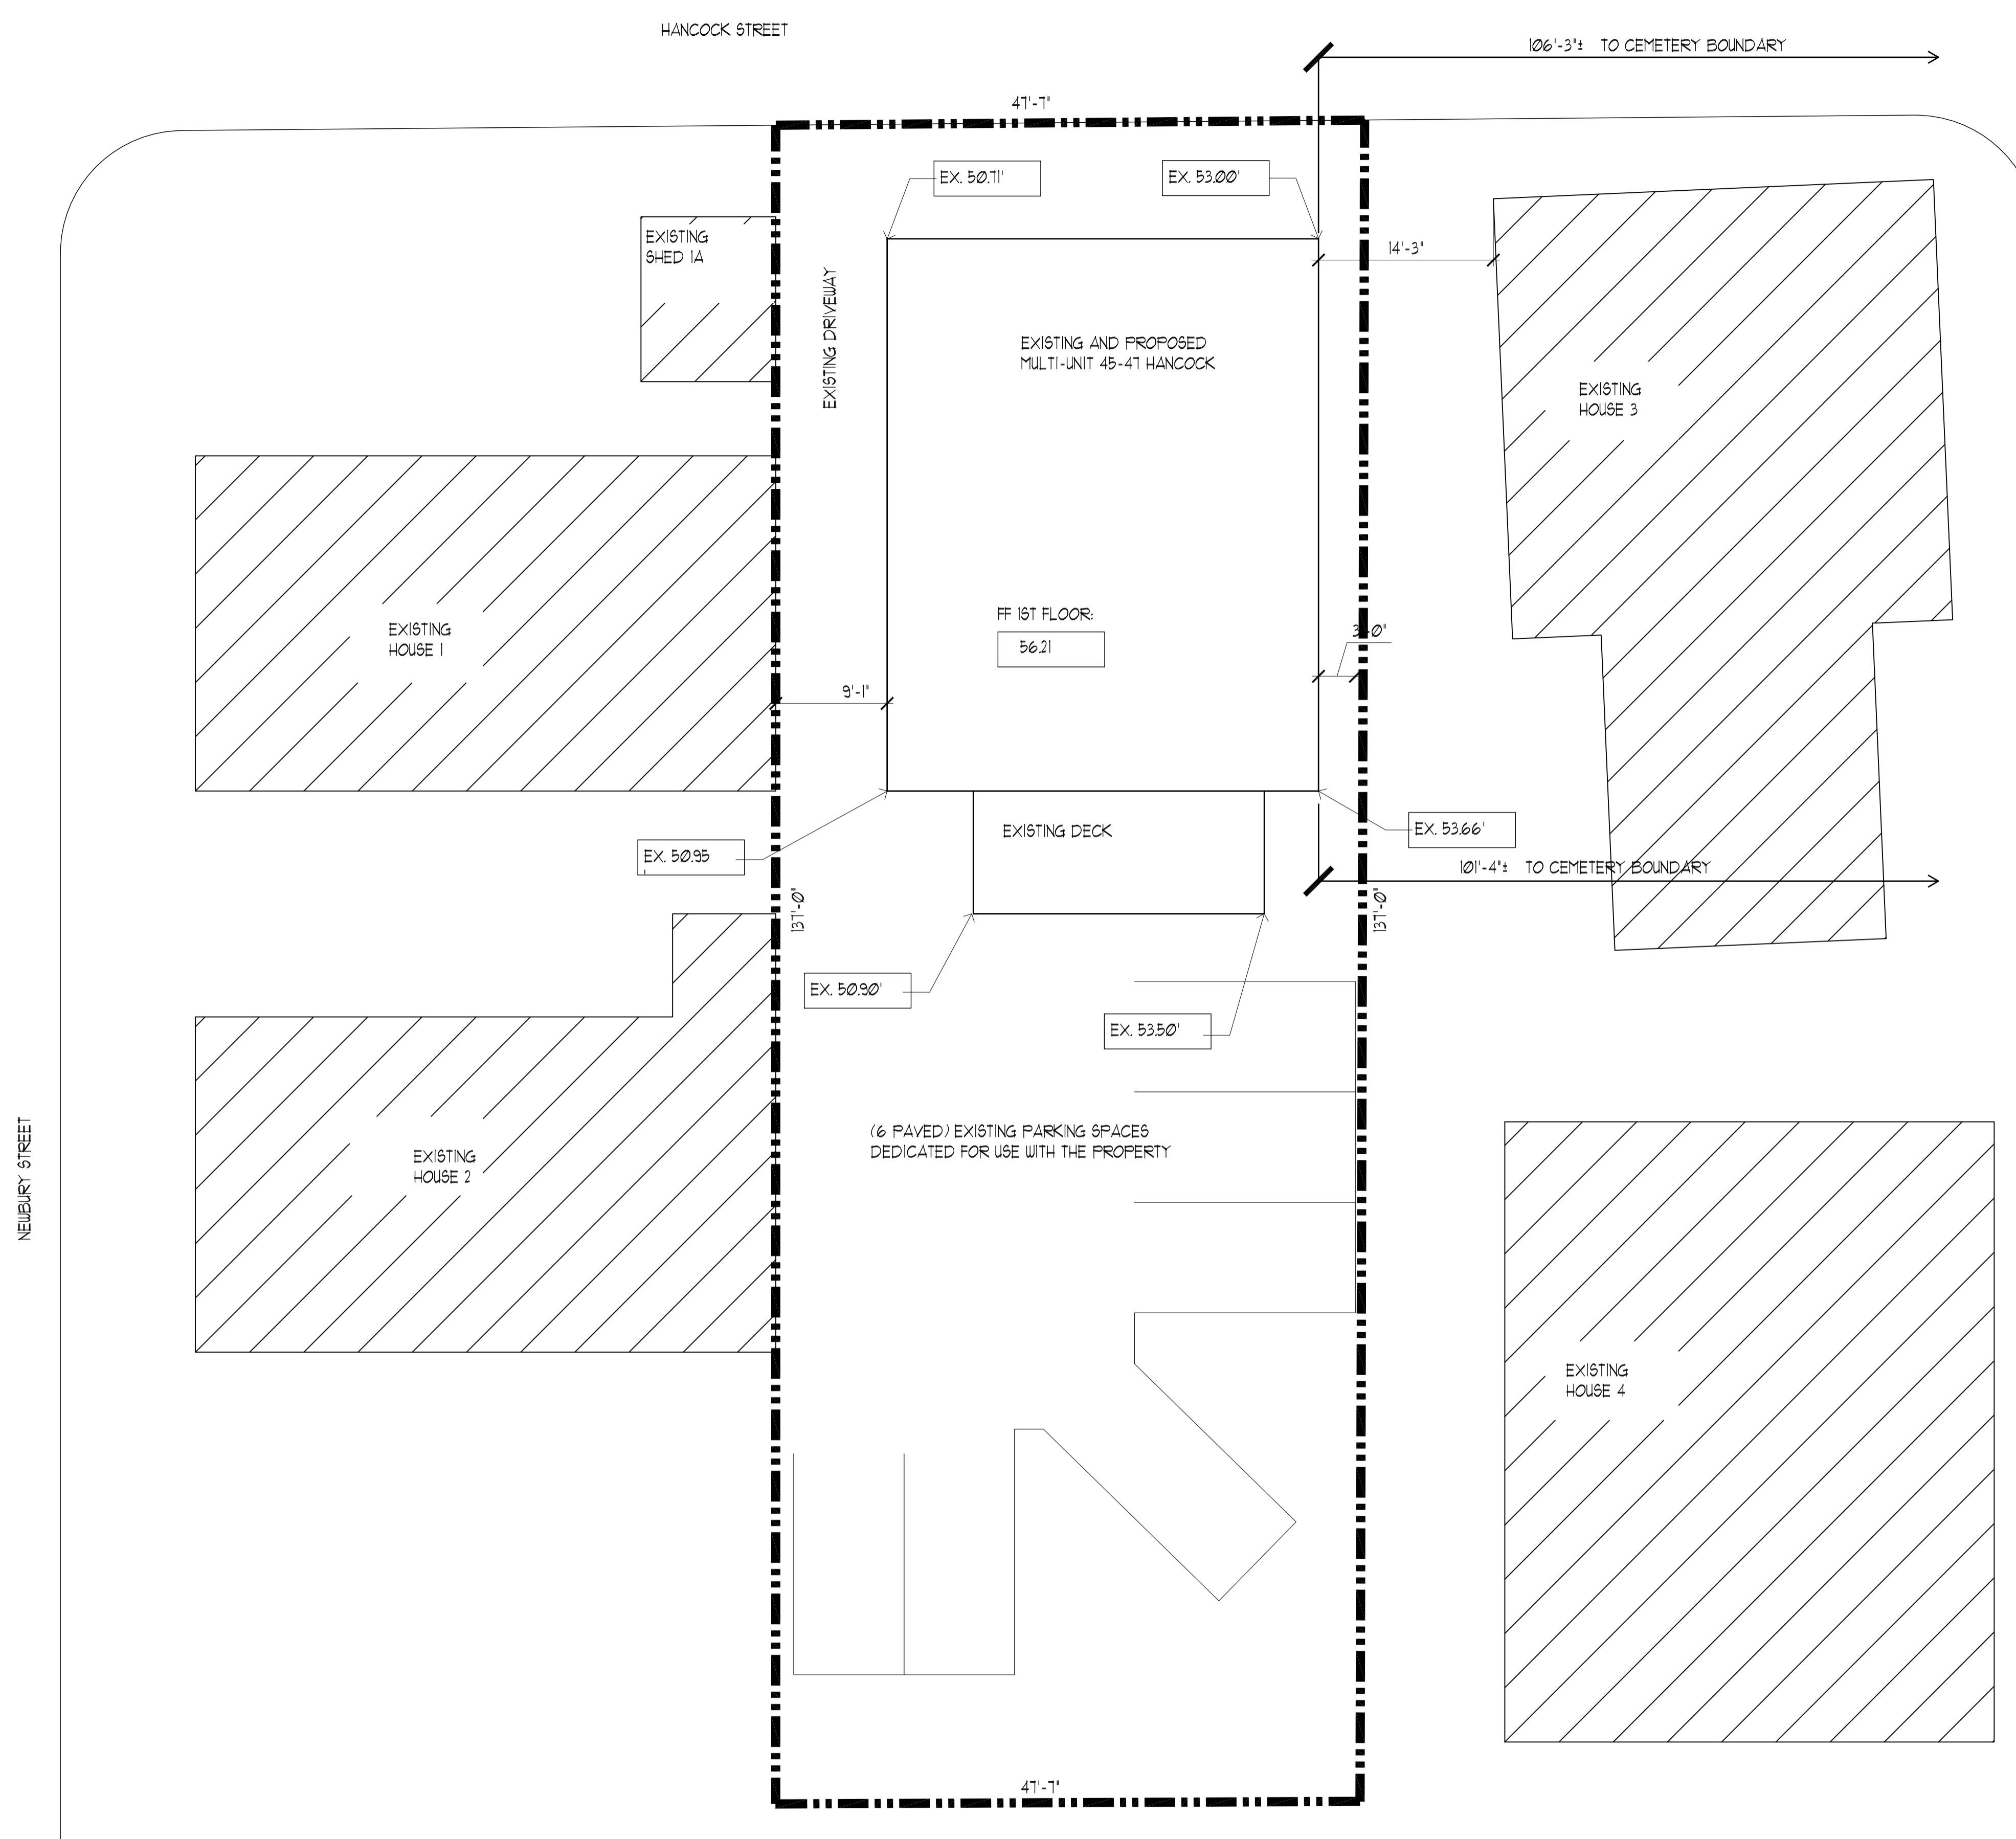 HANCOCK STREET
106'-3"± TO CEMETERY BOUNDARY
47'-7"
EX. 50.71'
EX. 53.00'
EXISTING
SHED 1A
14'-3"
EXISTING DRIVEWAY
EXISTING AND PROPOSED
MULTI-UNIT 45-47 HANCOCK
EXISTING
HOUSE 3
FF 1ST FLOOR:
56.21
EXISTING
HOUSE 1
3'-0"
9'-1"
EXISTING DECK
EX. 53.66'
EX. 50.95
'
101'-4"± TO CEMETERY BOUNDARY
137'-0"
137'-0"
EX. 50.90'
EX. 53.50'
(6 PAVED) EXISTING PARKING SPACES
DEDICATED FOR USE WITH THE PROPERTY
EXISTING
HOUSE 2
NEWBURY STREET
EXISTING
HOUSE 4
47'-7"